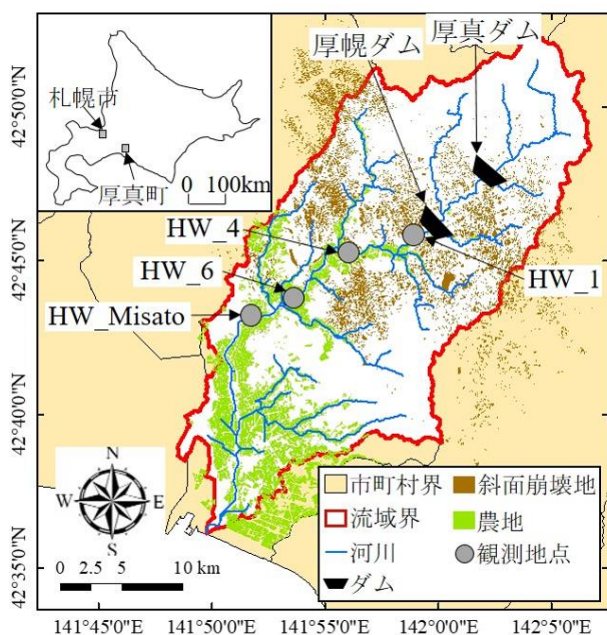 札幌市
厚真町
0 100km
厚幌ダム
厚真ダム
HW_4
HW_6
HW_Misato
HW_1
42°50'0"N
42°45'0"N
42°40'0"N
42°35'0"N
N
W
E
S
0 2.5 5 10 km
市町村界
流域界
河川
ダム
斜面崩壊地
農地
観測地点
141°45'0"E
141°50'0"E
141°55'0"E
142°0'0"E
142°5'0"E